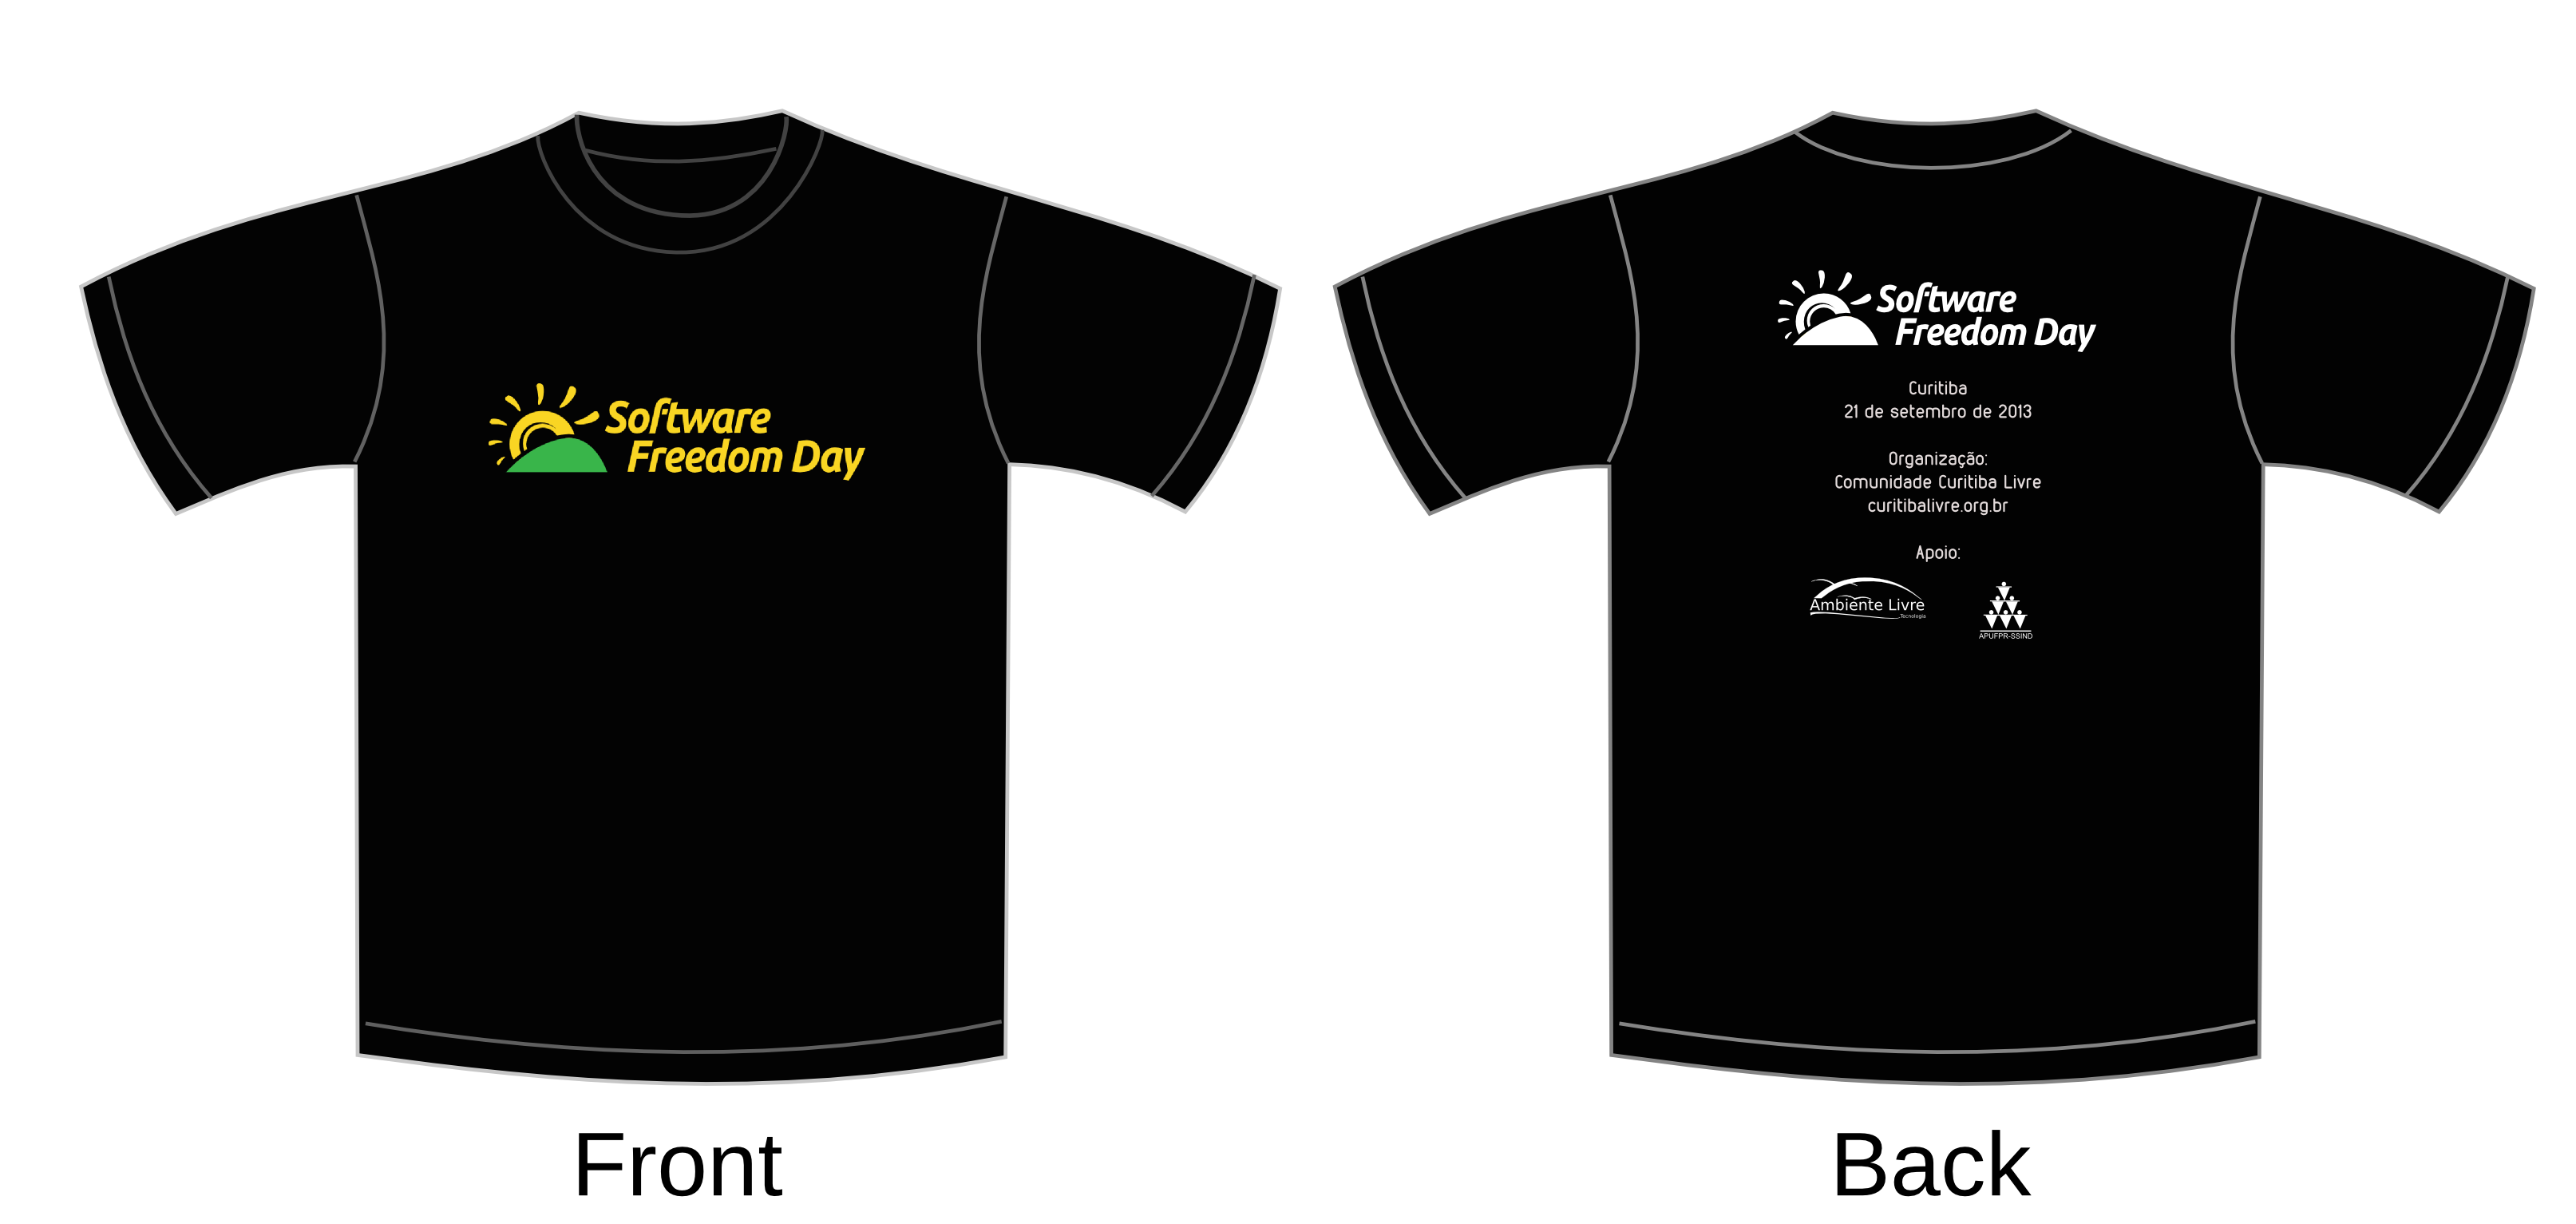 Software
Freedom Day
Software
Freedom Day
Curitiba
21 de setembro de 2013
Organização:
Comunidade Curitiba Livre
curitibalivre.org.br
Apoio:
Ambiente Livre
Tecnologia
APUFPR-SSIND
Front
Back